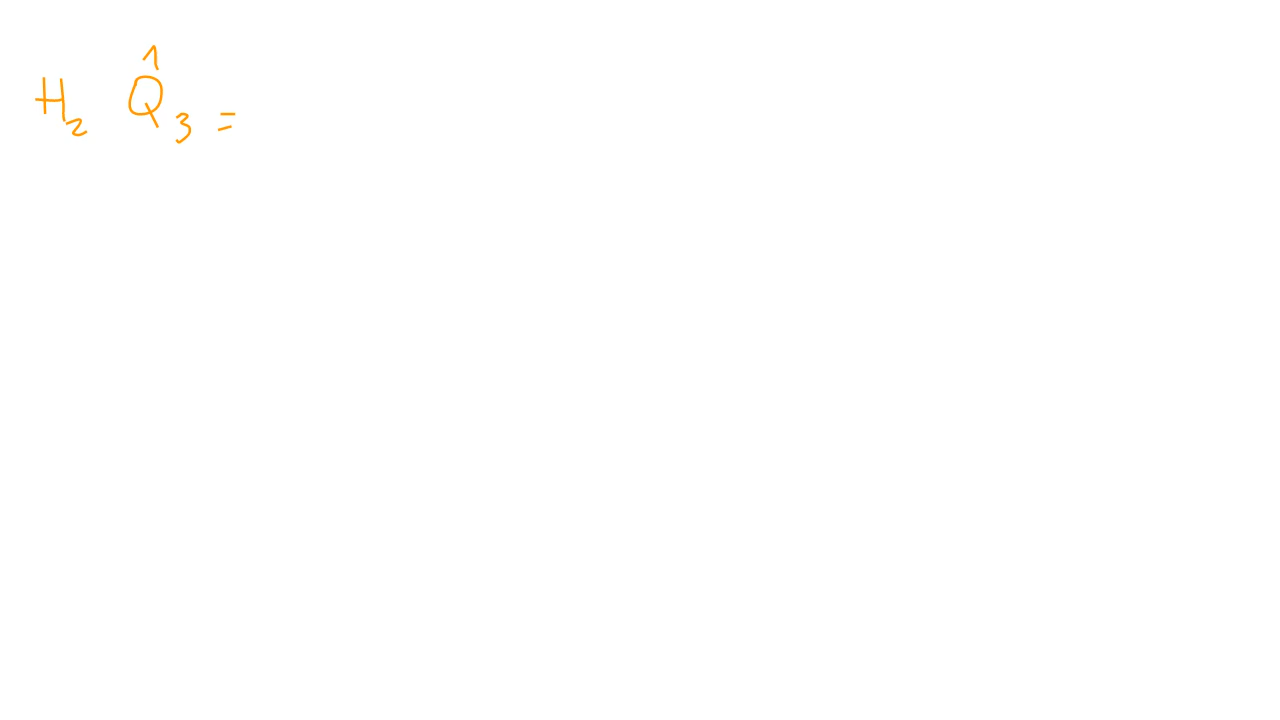 H₂ Q̂₃ =